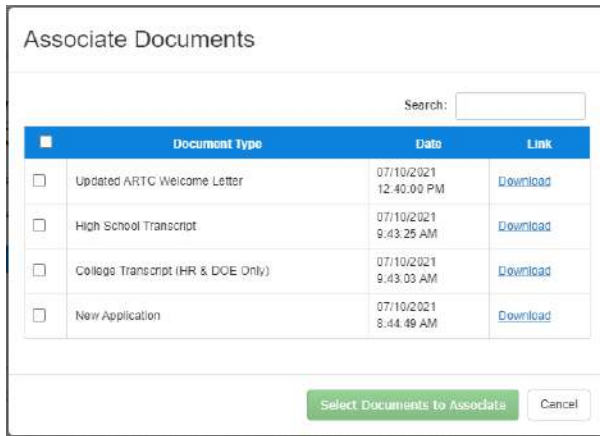 Associate Documents
Search:
Document Type Date Link
Updated ARTC Welcome Letter 07/10/2021 12:40:00 PM Download
High School Transcript 07/10/2021 9:43:25 AM Download
College Transcript (HR & DOE Only) 07/10/2021 9:43:03 AM Download
New Application 07/10/2021 8:44:49 AM Download
Select Documents to Associate Cancel